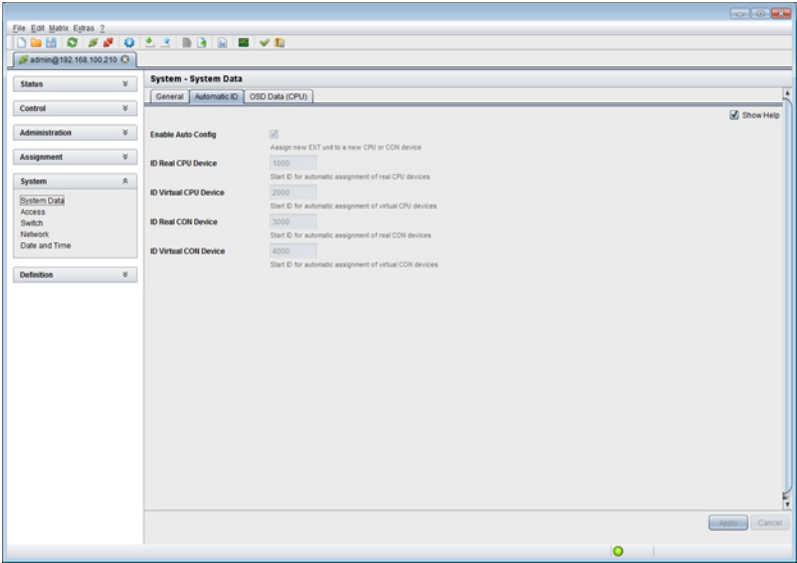 File Edit Matrix Extras ?
admin@192.168.100.210
Status
Control
Administration
Assignment
System
System Data
Access
Switch
Network
Date and Time
Definition
System - System Data
General Automatic ID OSD Data (CPU)
Show Help
Enable Auto Config
Assign new EXT unit to a new CPU or CON device
ID Real CPU Device 1000
Start ID for automatic assignment of real CPU devices
ID Virtual CPU Device 2000
Start ID for automatic assignment of virtual CPU devices
ID Real CON Device 3000
Start ID for automatic assignment of real CON devices
ID Virtual CON Device 4000
Start ID for automatic assignment of virtual CON devices
Apply Cancel